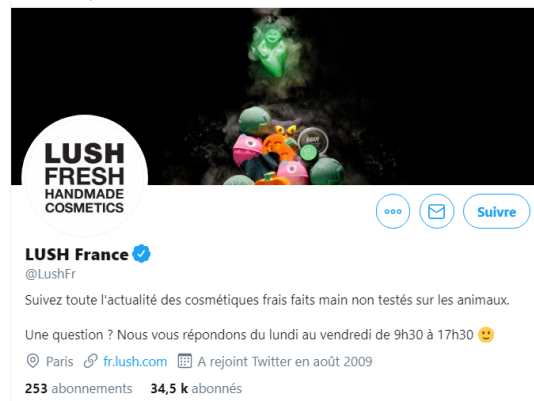 LUSH
FRESH
HANDMADE
COSMETICS
Suivre
LUSH France
@LushFr
Suivez toute l'actualité des cosmétiques frais faits main non testés sur les animaux.
Une question ? Nous vous répondons du lundi au vendredi de 9h30 à 17h30 🙂
Paris fr.lush.com A rejoint Twitter en août 2009
253 abonnements 34,5 k abonnés